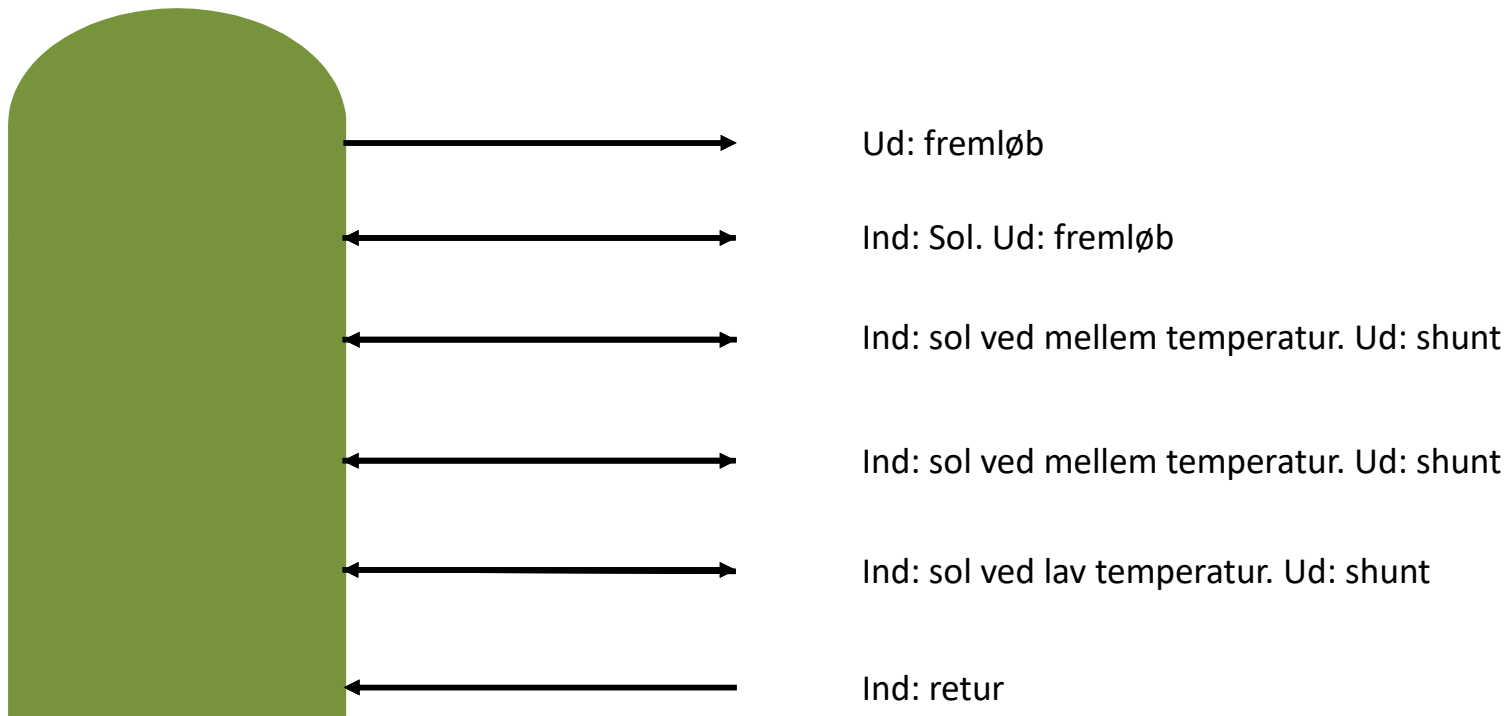 Ud: fremløb
Ind: Sol. Ud: fremløb
Ind: sol ved mellem temperatur. Ud: shunt
Ind: sol ved mellem temperatur. Ud: shunt
Ind: sol ved lav temperatur. Ud: shunt
Ind: retur